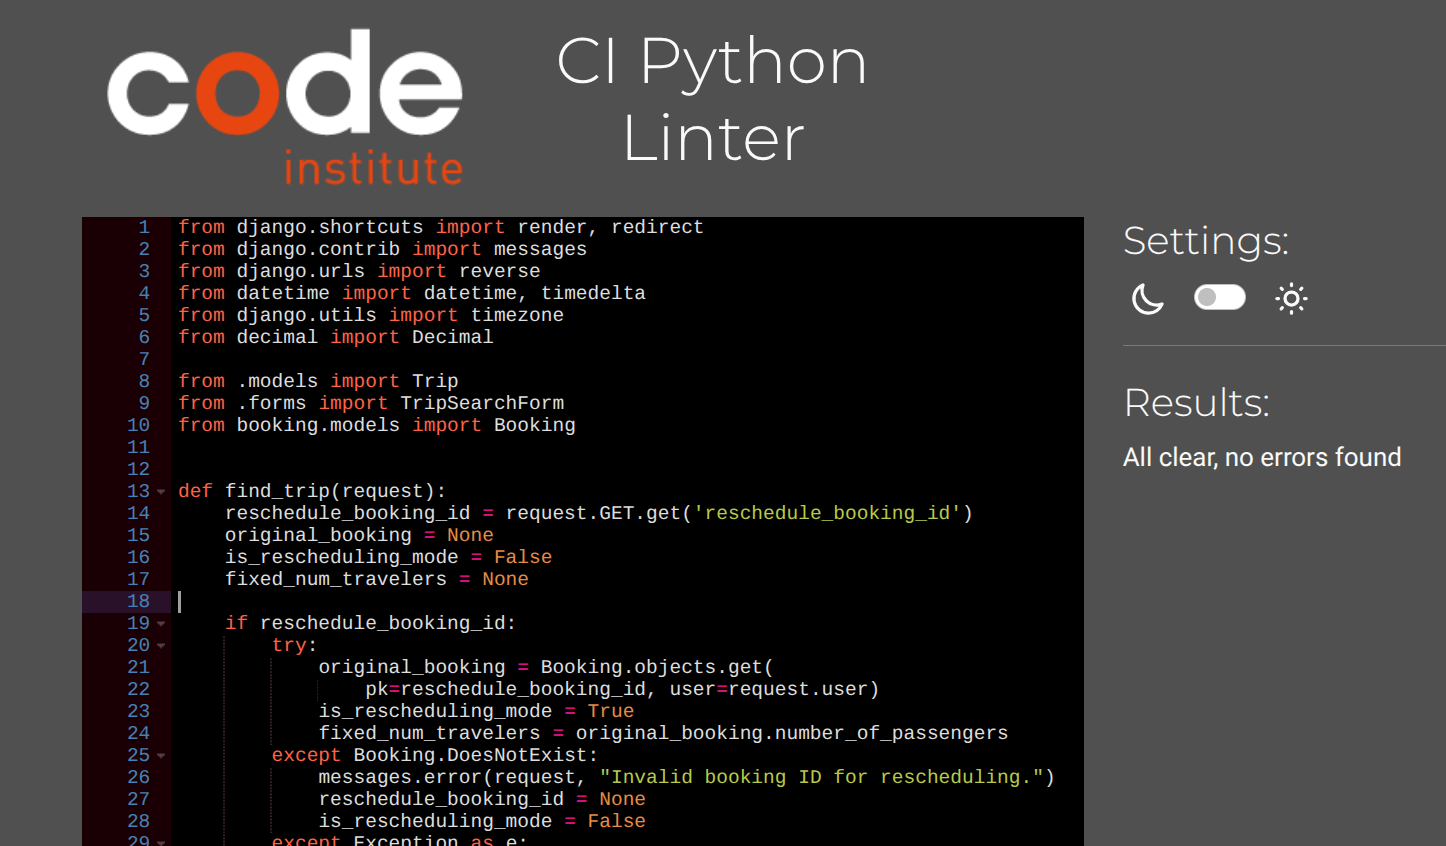 code
institute
CI Python
Linter
1 from django.shortcuts import render, redirect
2 from django.contrib import messages
3 from django.urls import reverse
4 from datetime import datetime, timedelta
5 from django.utils import timezone
6 from decimal import Decimal
7
8 from .models import Trip
9 from .forms import TripSearchForm
10 from booking.models import Booking
11
12
13 def find_trip(request):
14     reschedule_booking_id = request.GET.get('reschedule_booking_id')
15     original_booking = None
16     is_rescheduling_mode = False
17     fixed_num_travelers = None
18
19     if reschedule_booking_id:
20         try:
21             original_booking = Booking.objects.get(
22                 pk=reschedule_booking_id, user=request.user)
23             is_rescheduling_mode = True
24             fixed_num_travelers = original_booking.number_of_passengers
25         except Booking.DoesNotExist:
26             messages.error(request, "Invalid booking ID for rescheduling.")
27             reschedule_booking_id = None
28             is_rescheduling_mode = False
29         except Exception as e:
Settings:
Results:
All clear, no errors found